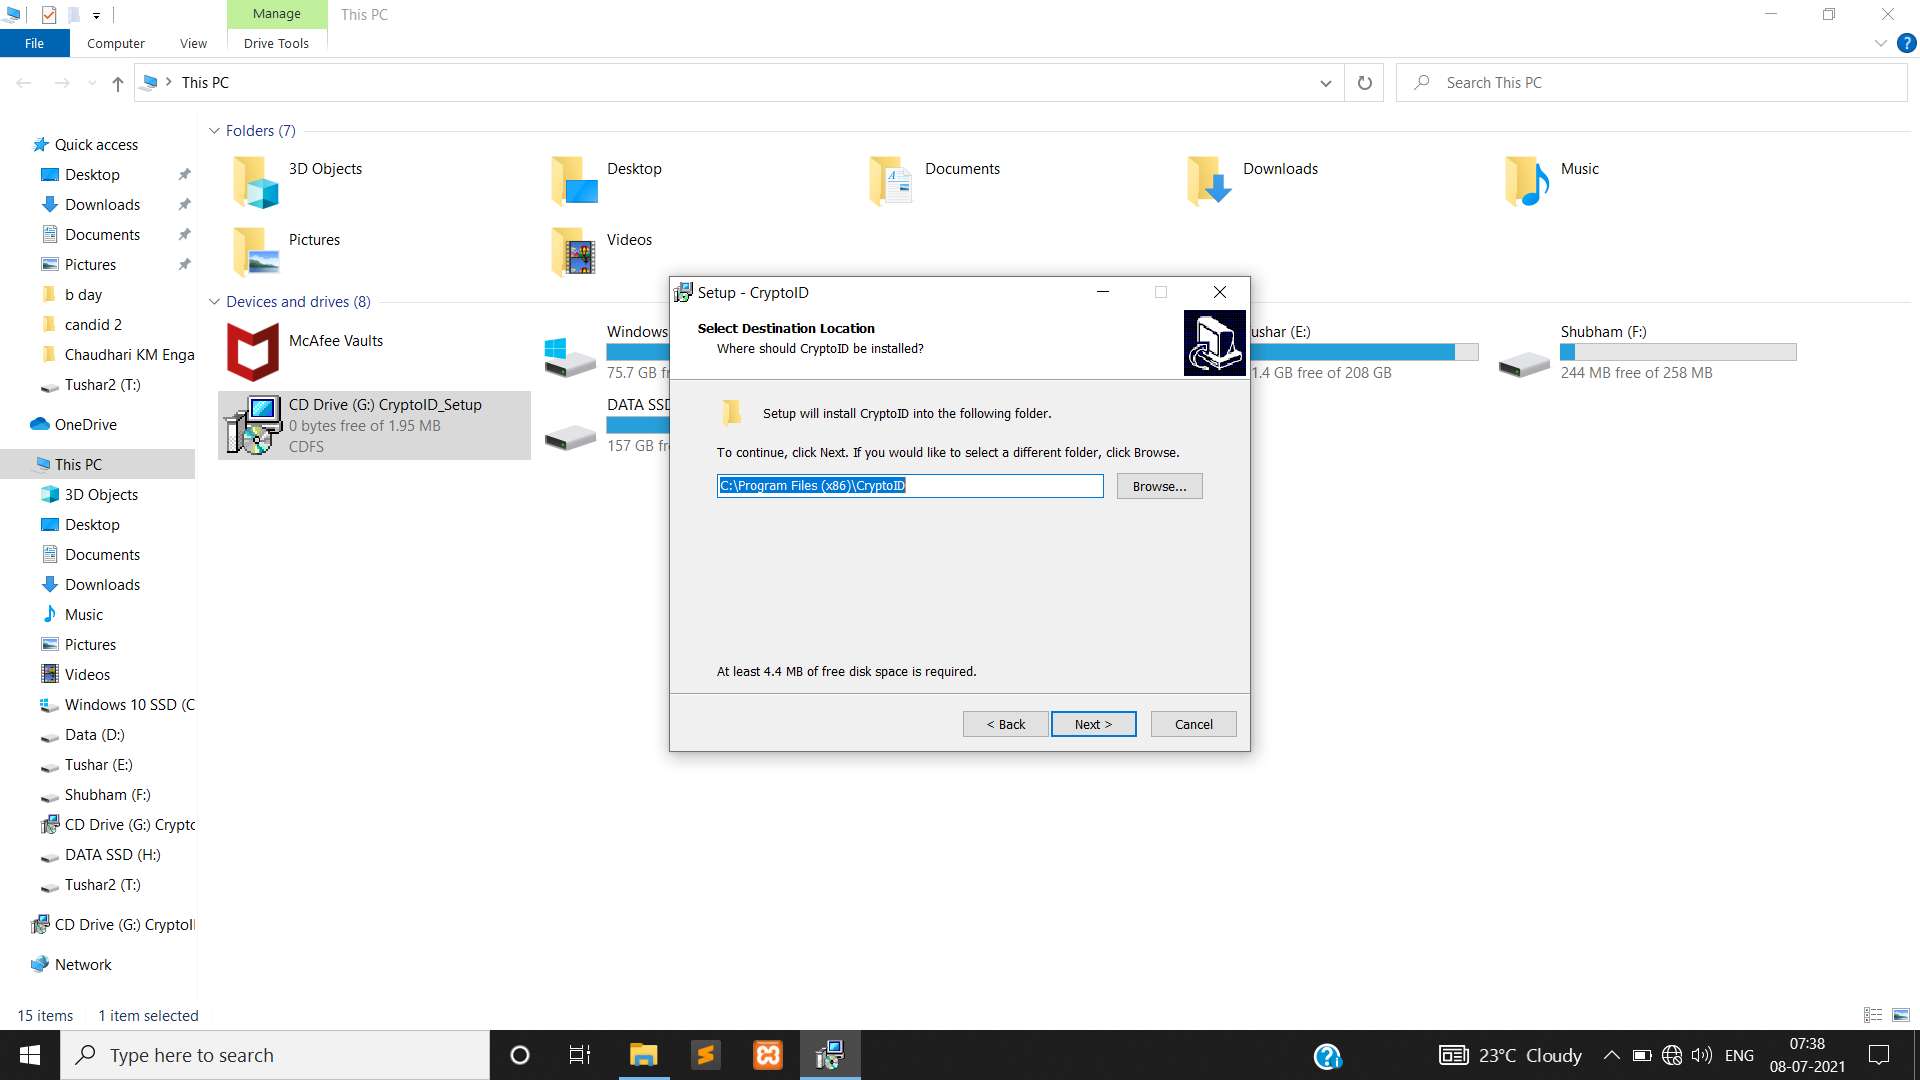 Manage
This PC
File
Computer
View
Drive Tools
This PC
Search This PC
Quick access
Desktop
Downloads
Documents
Pictures
b day
candid 2
Chaudhari KM Enga
Tushar2 (T:)
OneDrive
This PC
3D Objects
Desktop
Documents
Downloads
Music
Pictures
Videos
Windows 10 SSD (C
Data (D:)
Tushar (E:)
Shubham (F:)
CD Drive (G:) Crypto
DATA SSD (H:)
Tushar2 (T:)
CD Drive (G:) CryptoI
Network
Folders (7)
3D Objects
Desktop
Documents
Downloads
Music
Pictures
Videos
Devices and drives (8)
McAfee Vaults
Windows
75.7 GB fr
ushar (E:)
1.4 GB free of 208 GB
Shubham (F:)
244 MB free of 258 MB
CD Drive (G:) CryptoID_Setup
0 bytes free of 1.95 MB
CDFS
DATA SSD
157 GB fr
Setup - CryptoID
Select Destination Location
Where should CryptoID be installed?
Setup will install CryptoID into the following folder.
To continue, click Next. If you would like to select a different folder, click Browse.
C:\Program Files (x86)\CryptoID
Browse...
At least 4.4 MB of free disk space is required.
< Back
Next >
Cancel
15 items
1 item selected
Type here to search
23°C Cloudy
ENG
07:38
08-07-2021